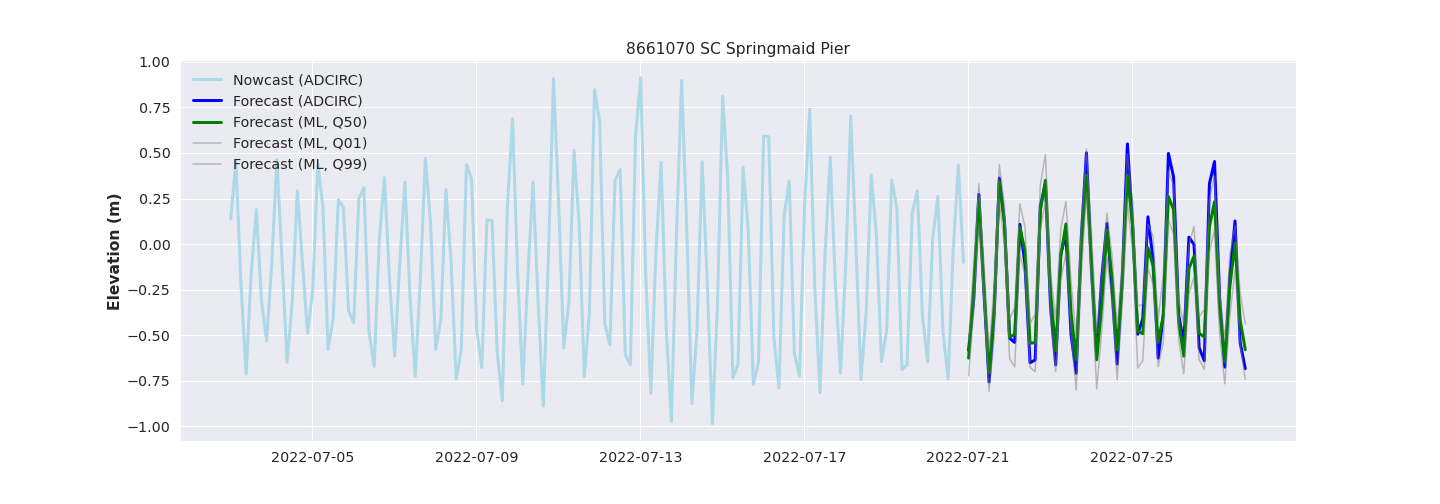 8661070 SC Springmaid Pier
1.00
0.75
0.50
0.25
0.00
−0.25
−0.50
−0.75
−1.00
Elevation (m)
Nowcast (ADCIRC)
Forecast (ADCIRC)
Forecast (ML, Q50)
Forecast (ML, Q01)
Forecast (ML, Q99)
2022-07-05
2022-07-09
2022-07-13
2022-07-17
2022-07-21
2022-07-25